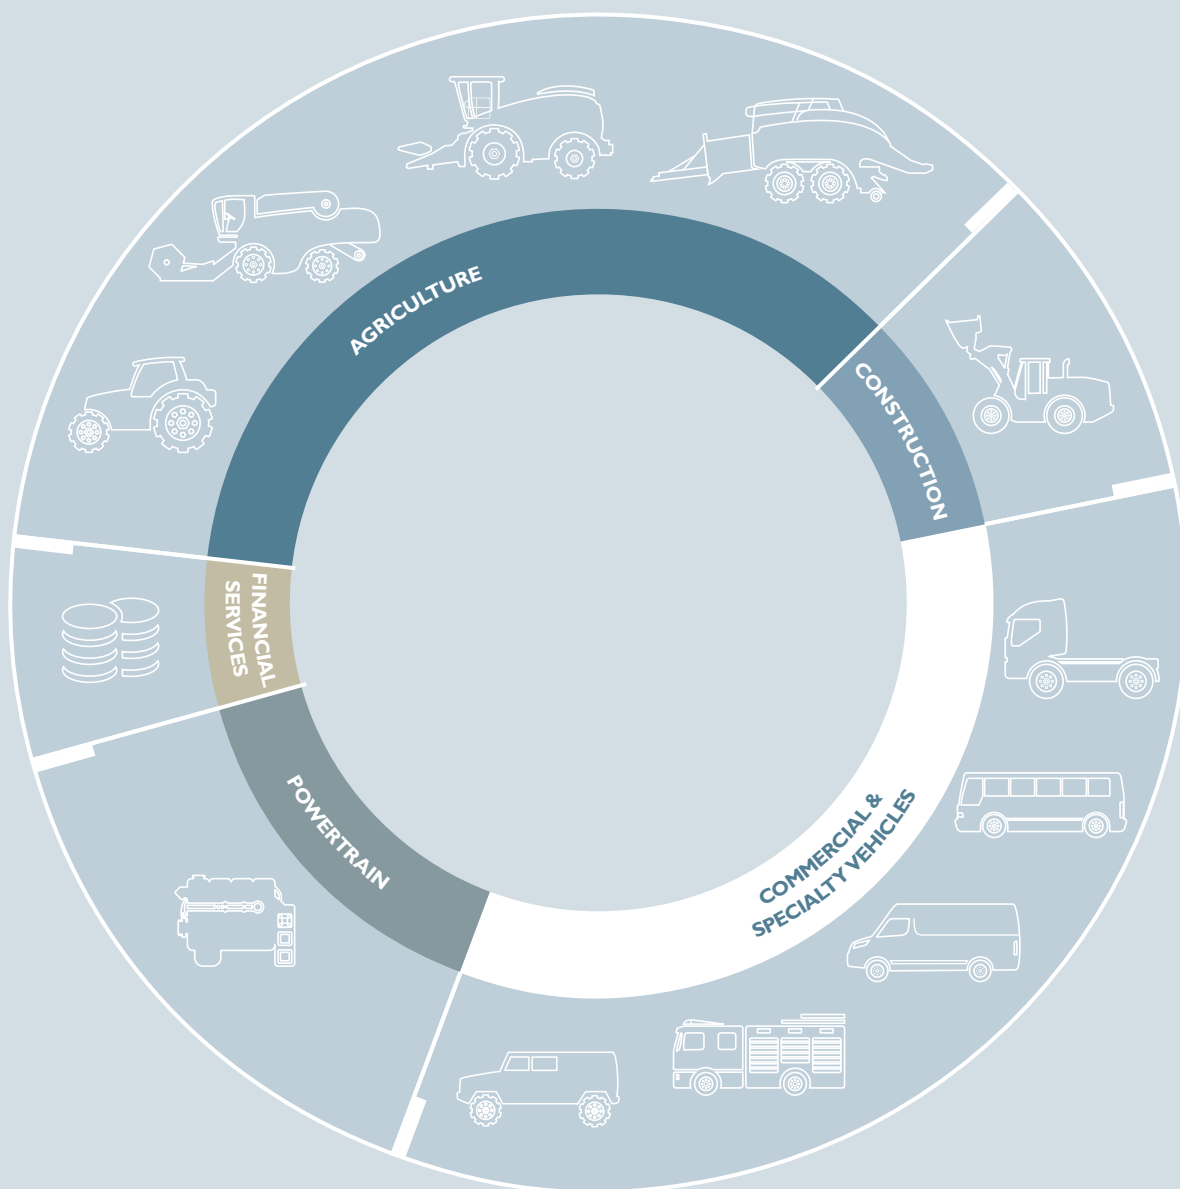 AGRICULTURE
CONSTRUCTION
FINANCIAL
SERVICES
POWERTRAIN
COMMERCIAL &
SPECIALTY VEHICLES